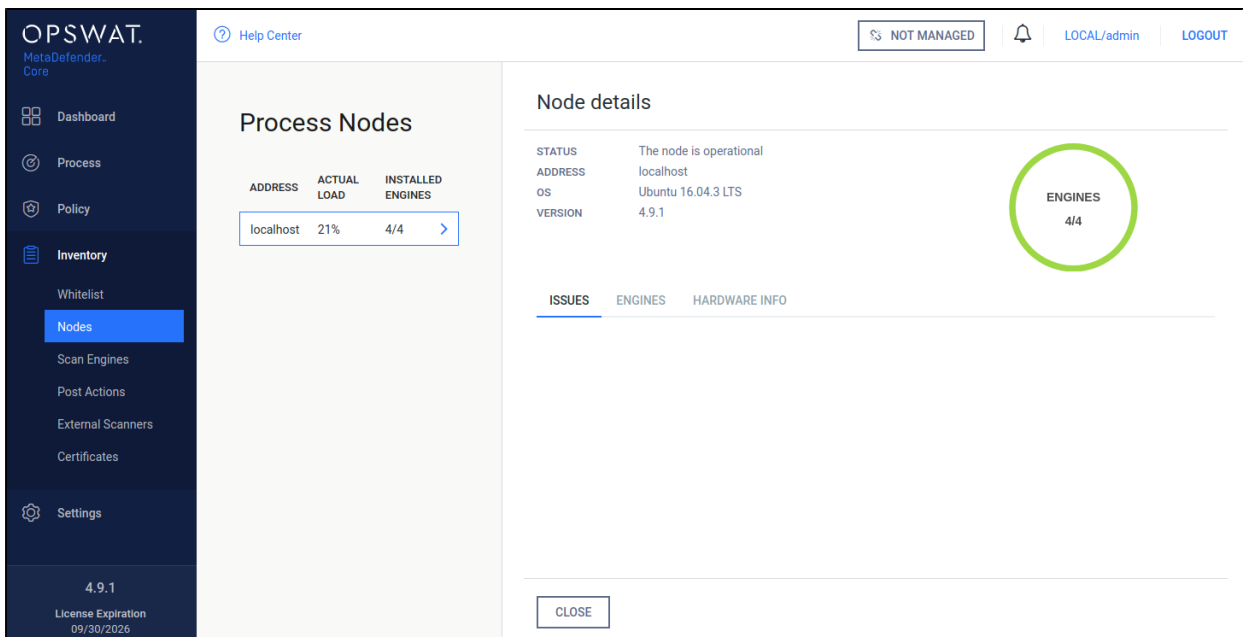 OPSWAT.
MetaDefender™
Core
Dashboard
Process
Policy
Inventory
Whitelist
Nodes
Scan Engines
Post Actions
External Scanners
Certificates
Settings
4.9.1
License Expiration
09/30/2026
? Help Center
NOT MANAGED
LOCAL/admin
LOGOUT
Process Nodes
ADDRESS ACTUAL LOAD INSTALLED ENGINES
localhost 21% 4/4
Node details
STATUS The node is operational
ADDRESS localhost
OS Ubuntu 16.04.3 LTS
VERSION 4.9.1
ENGINES
4/4
ISSUES ENGINES HARDWARE INFO
CLOSE